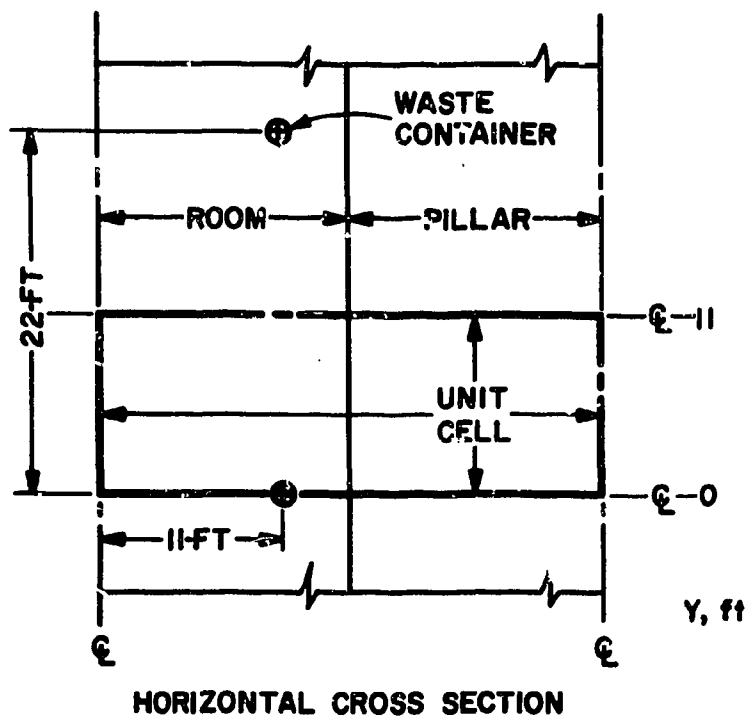 WASTE
CONTAINER
ROOM
PILLAR
22-FT
℄-11
UNIT
CELL
℄-0
11-FT
Y, ft
℄
℄
HORIZONTAL CROSS SECTION